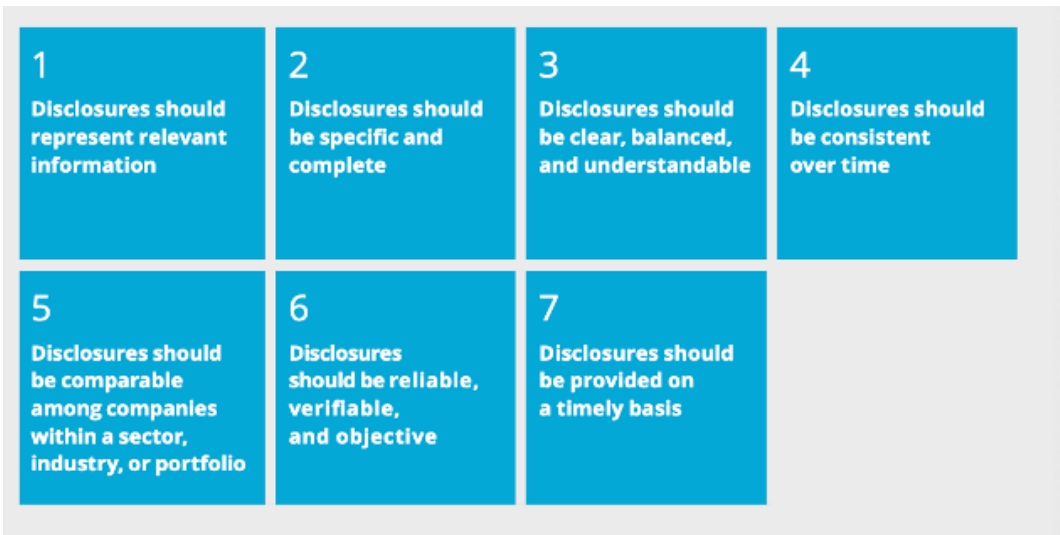 1
Disclosures should
represent relevant
information
2
Disclosures should
be specific and
complete
3
Disclosures should
be clear, balanced,
and understandable
4
Disclosures should
be consistent
over time
5
Disclosures should
be comparable
among companies
within a sector,
industry, or portfolio
6
Disclosures
should be reliable,
verifiable,
and objective
7
Disclosures should
be provided on
a timely basis